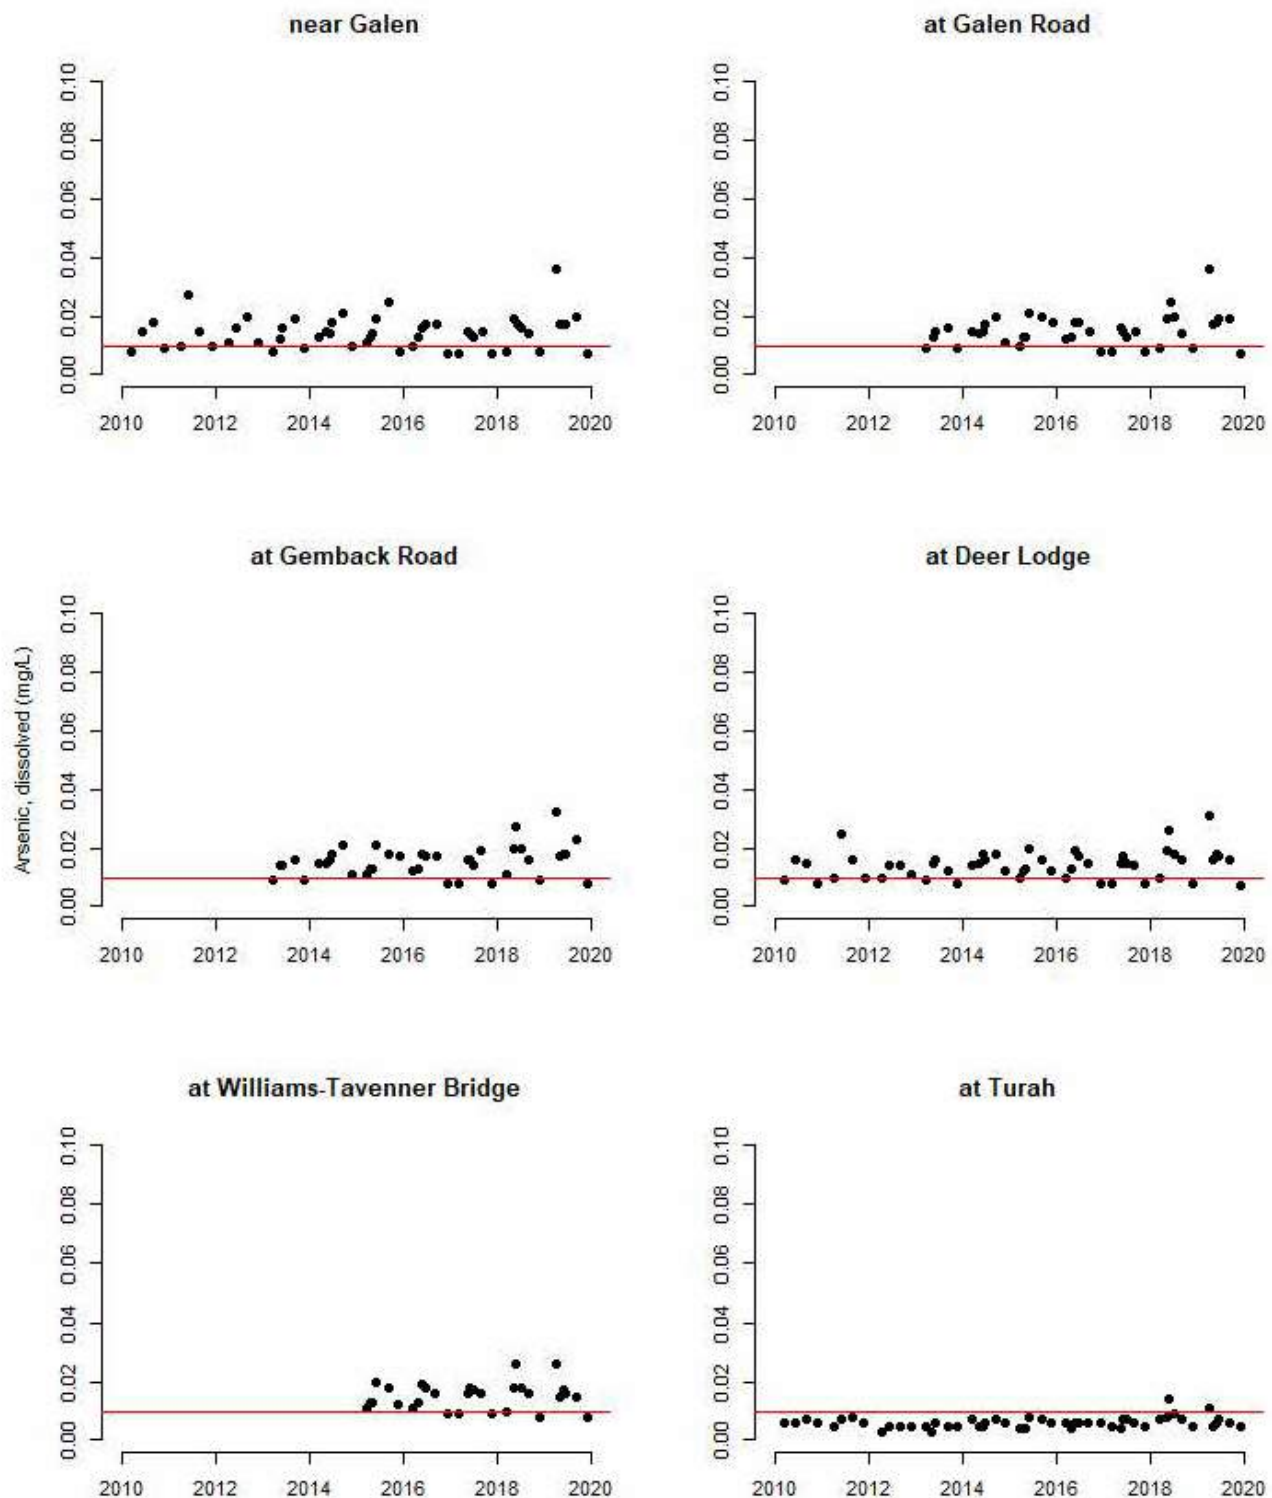 near Galen
at Galen Road
0.10
0.08
0.06
0.04
0.02
0.00
2010 2012 2014 2016 2018 2020
0.10
0.08
0.06
0.04
0.02
0.00
2010 2012 2014 2016 2018 2020
at Gemback Road
at Deer Lodge
Arsenic, dissolved (mg/L)
0.10
0.08
0.06
0.04
0.02
0.00
2010 2012 2014 2016 2018 2020
0.10
0.08
0.06
0.04
0.02
0.00
2010 2012 2014 2016 2018 2020
at Williams-Tavenner Bridge
at Turah
0.10
0.08
0.06
0.04
0.02
0.00
2010 2012 2014 2016 2018 2020
0.10
0.08
0.06
0.04
0.02
0.00
2010 2012 2014 2016 2018 2020